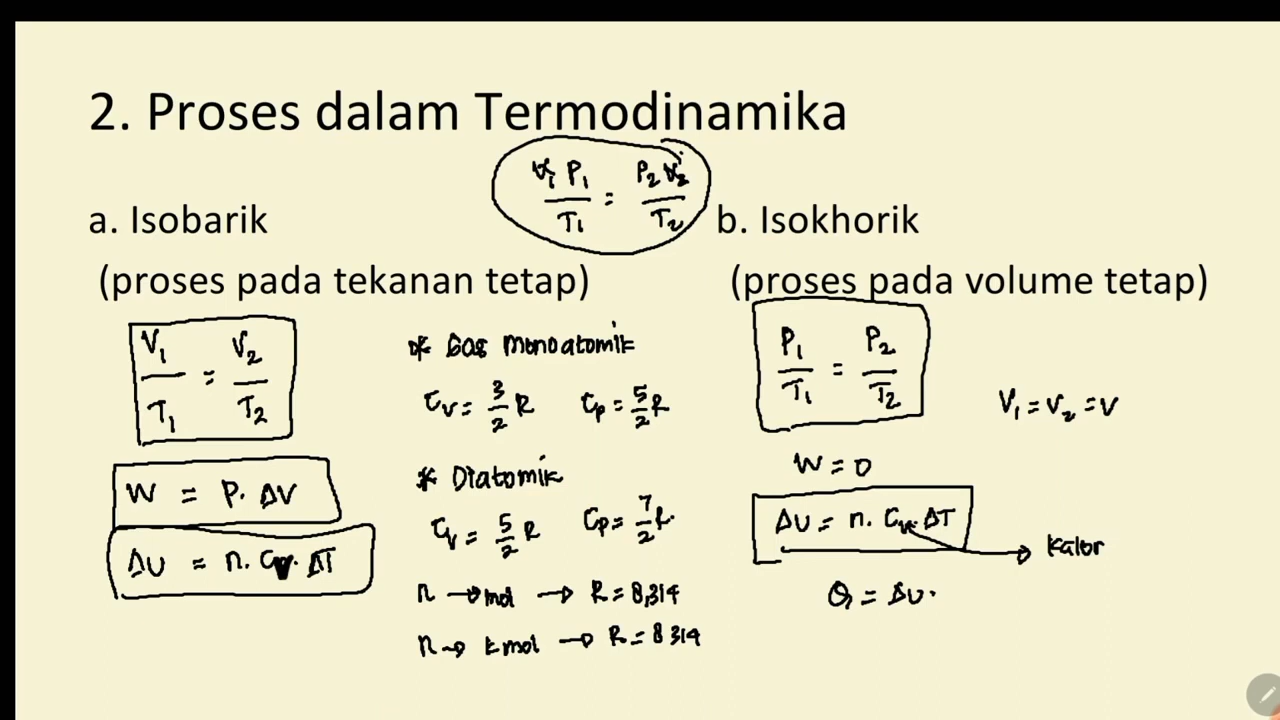 2. Proses dalam Termodinamika
V₁ P₁ / T₁ = P₂ V₂ / T₂
a. Isobarik
(proses pada tekanan tetap)
V₁ / T₁ = V₂ / T₂
W = P. ΔV
ΔU = n. Cv. ΔT
* Gas Monoatomik
Cv = 3/2 R Cp = 5/2 R
* Diatomik
Cv = 5/2 R Cp = 7/2 R.
n → mol → R = 8,314
n → kmol → R = 8314
b. Isokhorik
(proses pada volume tetap)
P₁ / T₁ = P₂ / T₂
V₁ = V₂ = V
W = 0
ΔU = n. Cv. ΔT
→ kalor
Q = ΔU.